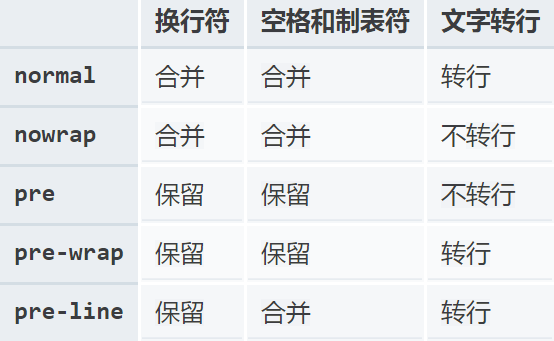 换行符 空格和制表符 文字转行
normal 合并 合并 转行
nowrap 合并 合并 不转行
pre 保留 保留 不转行
pre-wrap 保留 保留 转行
pre-line 保留 合并 转行